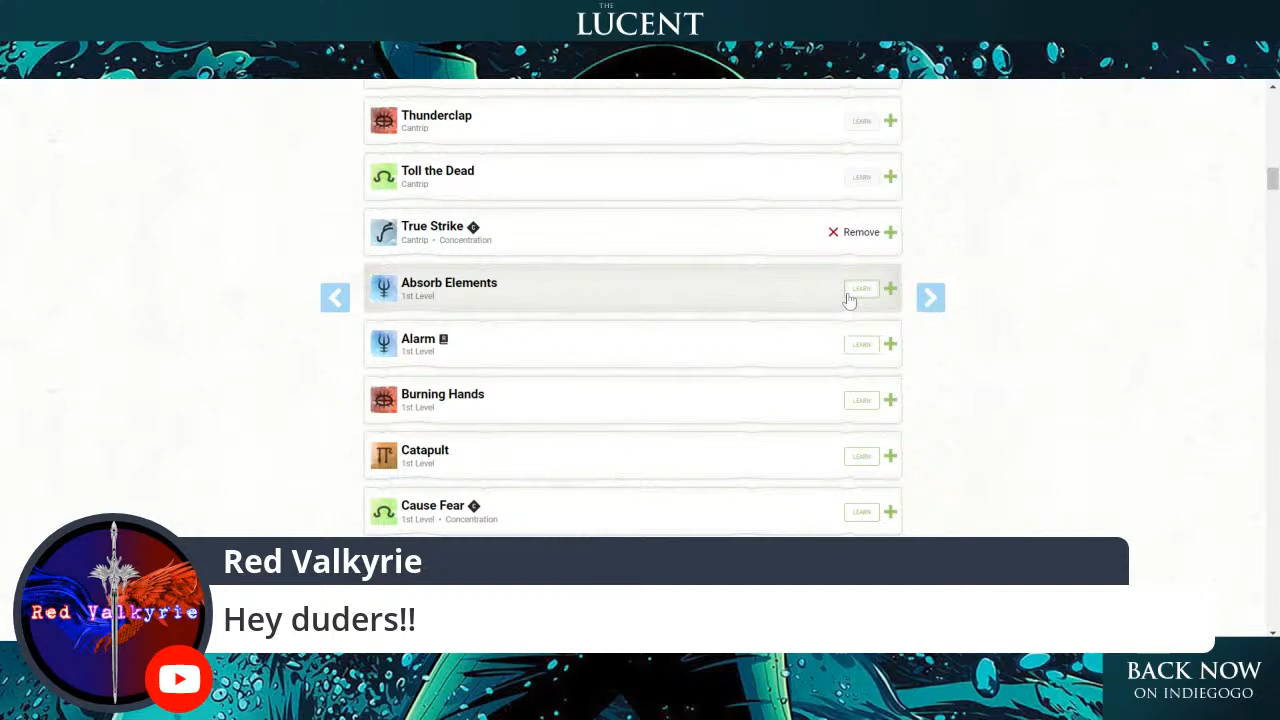 THE
LUCENT
Thunderclap
Cantrip
LEARN
Toll the Dead
Cantrip
LEARN
True Strike
Cantrip • Concentration
Remove
Absorb Elements
1st Level
LEARN
Alarm
1st Level
LEARN
Burning Hands
1st Level
LEARN
Catapult
1st Level
LEARN
Cause Fear
1st Level • Concentration
LEARN
Red Valkyrie
Red Valkyrie
Hey duders!!
BACK NOW
ON INDIEGOGO